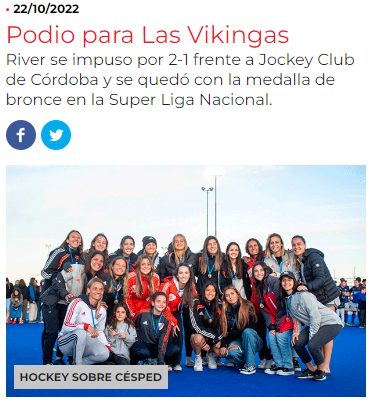 22/10/2022
Podio para Las Vikingas
River se impuso por 2-1 frente a Jockey Club
de Córdoba y se quedó con la medalla de
bronce en la Super Liga Nacional.
HOCKEY SOBRE CÉSPED